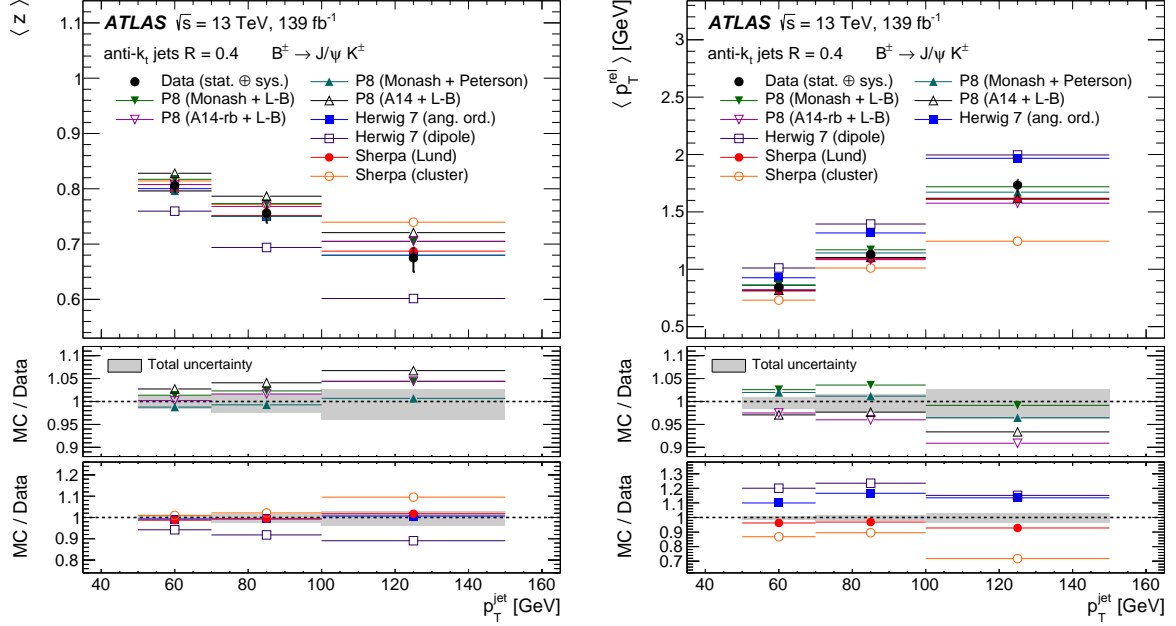 ⟨ z ⟩
ATLAS √s = 13 TeV, 139 fb⁻¹
anti-kₜ jets R = 0.4 B± → J/ψ K±
Data (stat. ⊕ sys.)
P8 (Monash + L-B)
P8 (A14-rb + L-B)
P8 (Monash + Peterson)
P8 (A14 + L-B)
Herwig 7 (ang. ord.)
Herwig 7 (dipole)
Sherpa (Lund)
Sherpa (cluster)
1
0.8
0.6
1.1
0.9
0.7
MC / Data
Total uncertainty
1.1
1.05
1
0.95
0.9
MC / Data
1.2
1.1
1
0.9
0.8
40 60 80 100 120 140 160
p_T^jet [GeV]
⟨ p_T^rel ⟩ [GeV]
ATLAS √s = 13 TeV, 139 fb⁻¹
anti-kₜ jets R = 0.4 B± → J/ψ K±
Data (stat. ⊕ sys.)
P8 (Monash + L-B)
P8 (A14-rb + L-B)
P8 (Monash + Peterson)
P8 (A14 + L-B)
Herwig 7 (ang. ord.)
Herwig 7 (dipole)
Sherpa (Lund)
Sherpa (cluster)
3
2.5
2
1.5
1
0.5
MC / Data
Total uncertainty
1.1
1.05
1
0.95
0.9
MC / Data
1.3
1.2
1.1
1
0.9
0.8
0.7
40 60 80 100 120 140 160
p_T^jet [GeV]